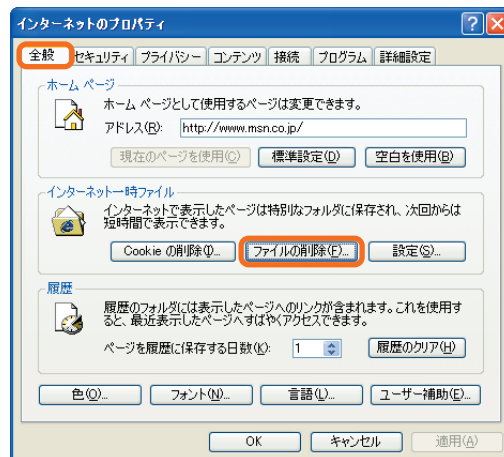 インターネットのプロパティ
全般 セキュリティ プライバシー コンテンツ 接続 プログラム 詳細設定
ホーム ページ
ホーム ページとして使用するページは変更できます。
アドレス(R): http://www.msn.co.jp/
現在のページを使用(C) 標準設定(D) 空白を使用(B)
インターネット一時ファイル
インターネットで表示したページは特別なフォルダに保存され、次回からは
短時間で表示できます。
Cookie の削除(I)... ファイルの削除(F)... 設定(S)...
履歴
履歴のフォルダには表示したページへのリンクが含まれます。これを使用す
ると、最近表示したページへすばやくアクセスできます。
ページを履歴に保存する日数(K): 1 履歴のクリア(H)
色(O)... フォント(N)... 言語(L)... ユーザー補助(E)...
OK キャンセル 適用(A)